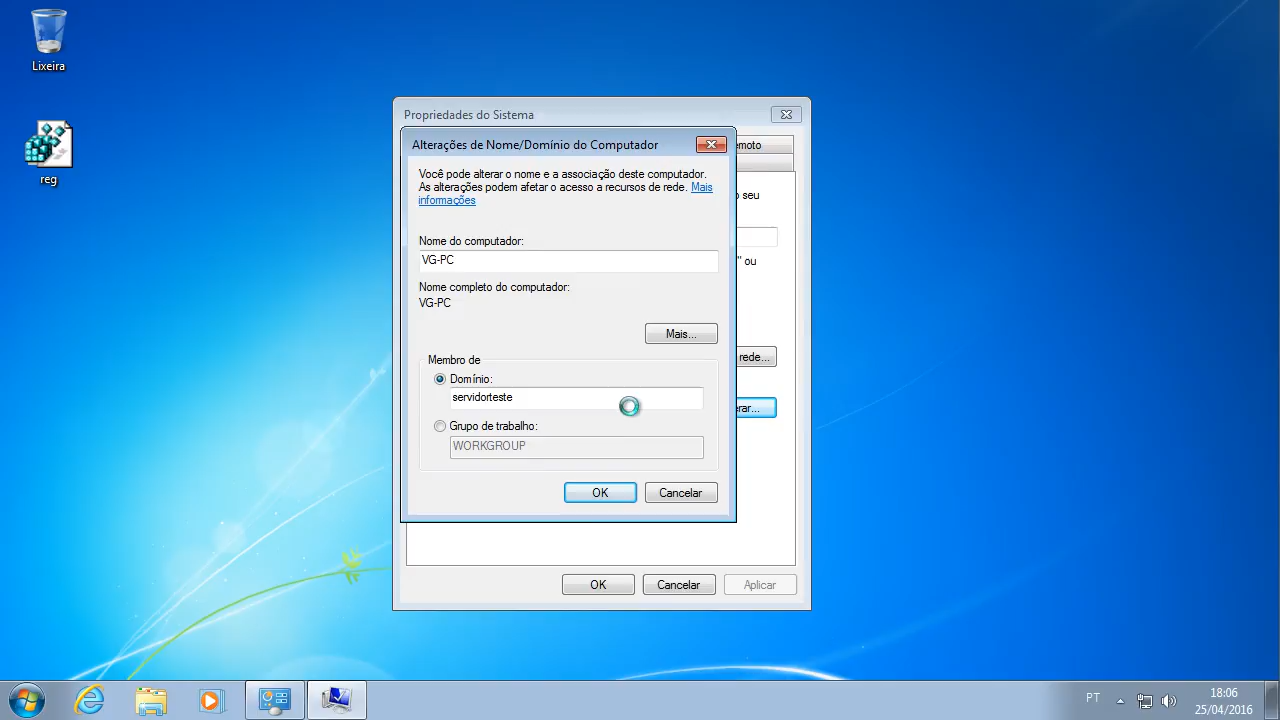 Lixeira
reg
Propriedades do Sistema
Alterações de Nome/Domínio do Computador
emoto
Você pode alterar o nome e a associação deste computador.
As alterações podem afetar o acesso a recursos de rede. Mais
informações
o seu
Nome do computador:
VG-PC
" ou
Nome completo do computador:
VG-PC
Mais...
rede...
Membro de
Domínio:
servidorteste
erar...
Grupo de trabalho:
WORKGROUP
OK
Cancelar
OK
Cancelar
Aplicar
PT
18:06
25/04/2016